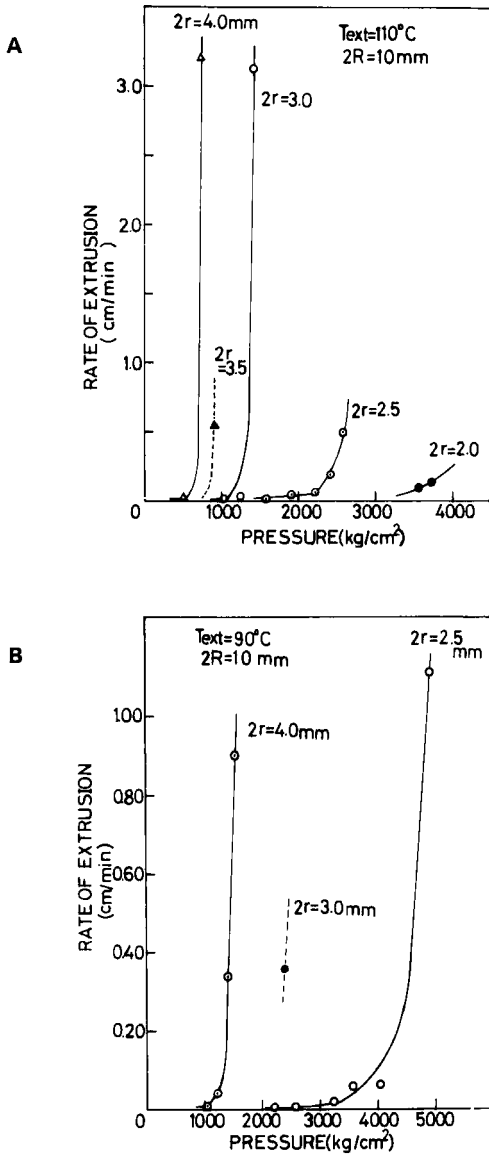 A
2r=4.0mm
Text=110°C
2R=10mm
2r=3.0
3.0
2.0
1.0
RATE OF EXTRUSION
(cm/min)
2r
=3.5
2r=2.5
2r=2.0
0
1000
2000
3000
4000
PRESSURE(kg/cm²)
B
Text=90°C
2R=10 mm
2r=2.5
mm
2r=4.0mm
1.00
0.80
0.60
0.40
0.20
RATE OF EXTRUSION
(cm/min)
2r=3.0mm
0
1000
2000
3000
4000
5000
PRESSURE(kg/cm²)